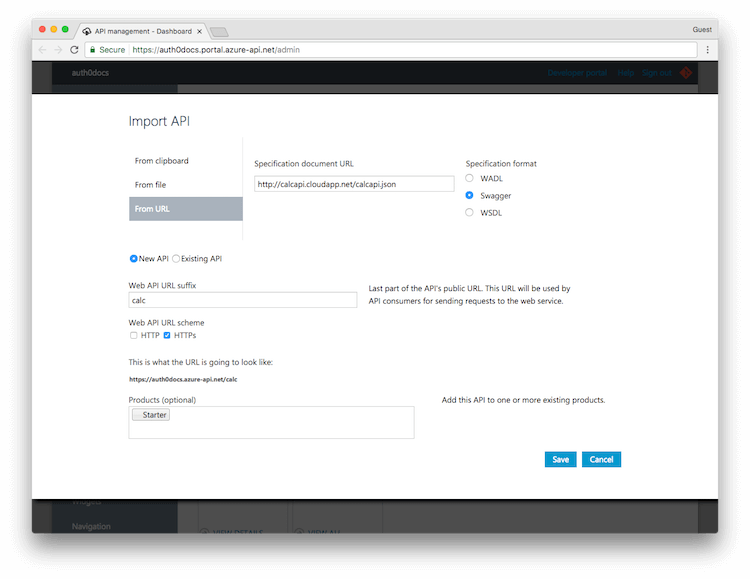 API management - Dashboard
Guest
Secure https://auth0docs.portal.azure-api.net/admin
auth0docs
Developer portal Help Sign out
Import API
From clipboard
From file
From URL
Specification document URL
http://calcapi.cloudapp.net/calcapi.json
Specification format
WADL
Swagger
WSDL
New API Existing API
Web API URL suffix
calc
Last part of the API's public URL. This URL will be used by
API consumers for sending requests to the web service.
Web API URL scheme
HTTP HTTPs
This is what the URL is going to look like:
https://auth0docs.azure-api.net/calc
Products (optional)
Starter
Add this API to one or more existing products.
Save Cancel
Widgets
Navigation
VIEW DETAILS VIEW ALL